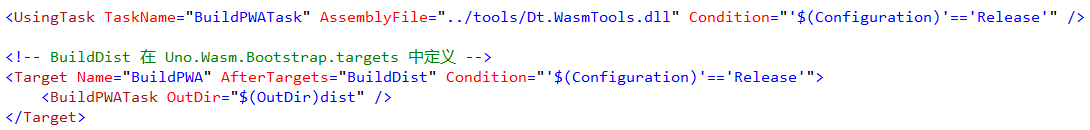 <UsingTask TaskName="BuildPWATask" AssemblyFile="../tools/Dt.WasmTools.dll" Condition="'$(Configuration)'=='Release'" />
<!-- BuildDist 在 Uno.Wasm.Bootstrap.targets 中定义 -->
<Target Name="BuildPWA" AfterTargets="BuildDist" Condition="'$(Configuration)'=='Release'">
    <BuildPWATask OutDir="$(OutDir)dist" />
</Target>